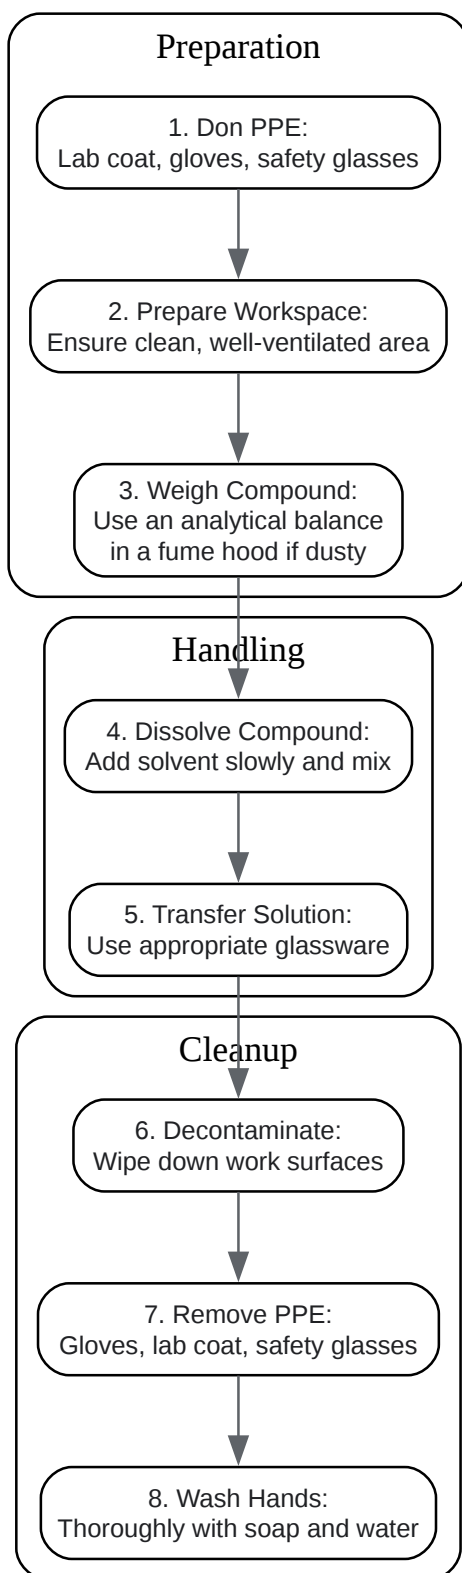 Preparation
1. Don PPE:
Lab coat, gloves, safety glasses
2. Prepare Workspace:
Ensure clean, well-ventilated area
3. Weigh Compound:
Use an analytical balance
in a fume hood if dusty
Handling
4. Dissolve Compound:
Add solvent slowly and mix
5. Transfer Solution:
Use appropriate glassware
Cleanup
6. Decontaminate:
Wipe down work surfaces
7. Remove PPE:
Gloves, lab coat, safety glasses
8. Wash Hands:
Thoroughly with soap and water